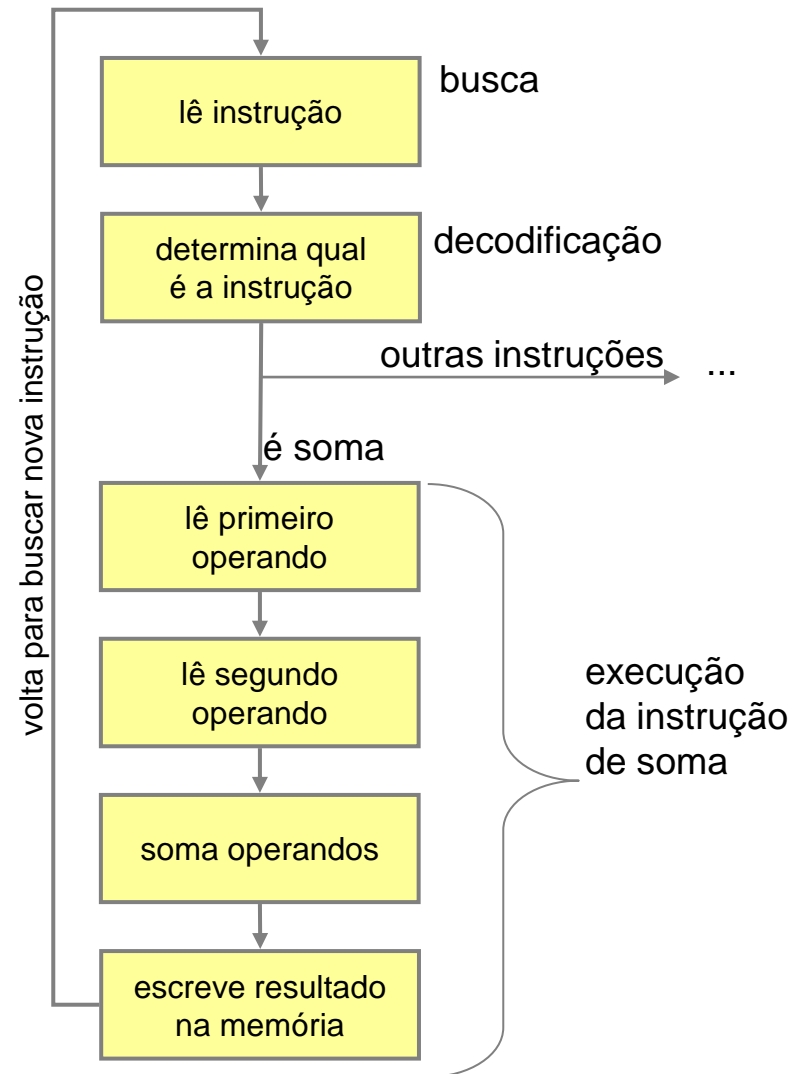 busca
lê instrução
determina qual
é a instrução
decodificação
outras instruções ...
é soma
lê primeiro
operando
lê segundo
operando
soma operandos
escreve resultado
na memória
execução
da instrução
de soma
volta para buscar nova instrução